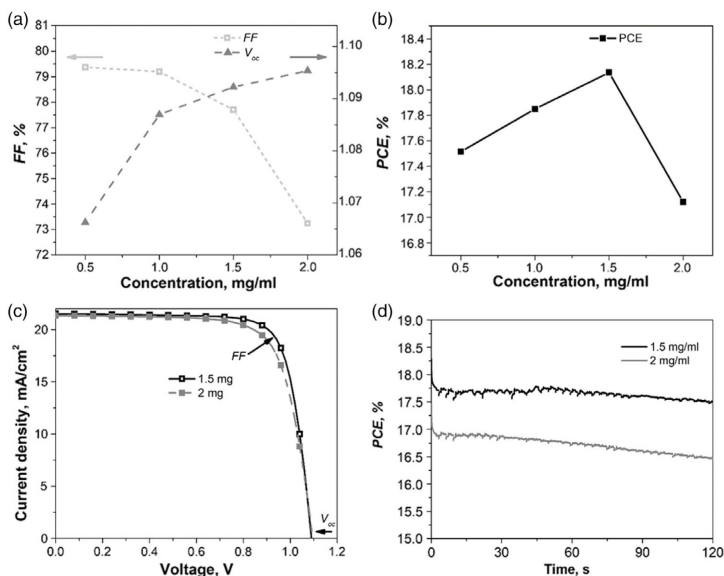 (a)
FF
V_oc
81
80
79
78
77
76
75
74
73
72
FF, %
1.10
1.09
1.08
1.07
1.06
0.5 1.0 1.5 2.0
Concentration, mg/ml
(b)
PCE
18.4
18.2
18.0
17.8
17.6
17.4
17.2
17.0
16.8
PCE, %
0.5 1.0 1.5 2.0
Concentration, mg/ml
(c)
20
15
10
5
0
Current density, mA/cm²
FF
1.5 mg
2 mg
V_oc
0.0 0.2 0.4 0.6 0.8 1.0 1.2
Voltage, V
(d)
19.0
18.5
18.0
17.5
17.0
16.5
16.0
15.5
15.0
PCE, %
1.5 mg/ml
2 mg/ml
0 30 60 90 120
Time, s